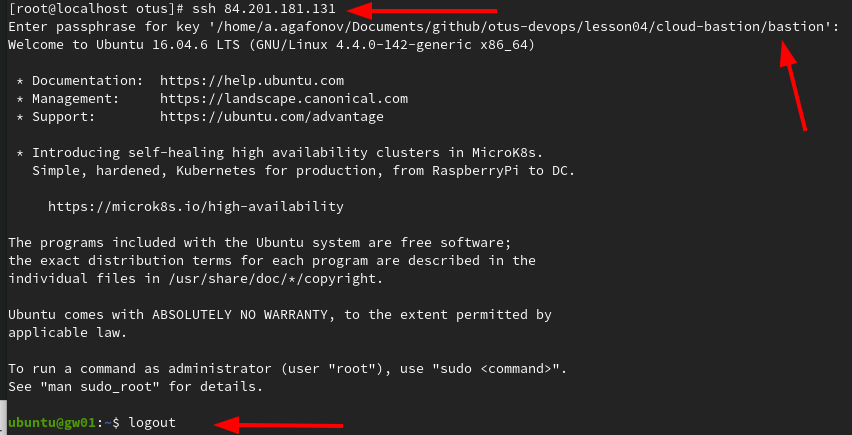 [root@localhost otus]# ssh 84.201.181.131
Enter passphrase for key '/home/a.agafonov/Documents/github/otus-devops/lesson04/cloud-bastion/bastion':
Welcome to Ubuntu 16.04.6 LTS (GNU/Linux 4.4.0-142-generic x86_64)

 * Documentation:  https://help.ubuntu.com
 * Management:     https://landscape.canonical.com
 * Support:        https://ubuntu.com/advantage

 * Introducing self-healing high availability clusters in MicroK8s.
   Simple, hardened, Kubernetes for production, from RaspberryPi to DC.

     https://microk8s.io/high-availability

The programs included with the Ubuntu system are free software;
the exact distribution terms for each program are described in the
individual files in /usr/share/doc/*/copyright.

Ubuntu comes with ABSOLUTELY NO WARRANTY, to the extent permitted by
applicable law.

To run a command as administrator (user "root"), use "sudo <command>".
See "man sudo_root" for details.

ubuntu@gw01:~$ logout